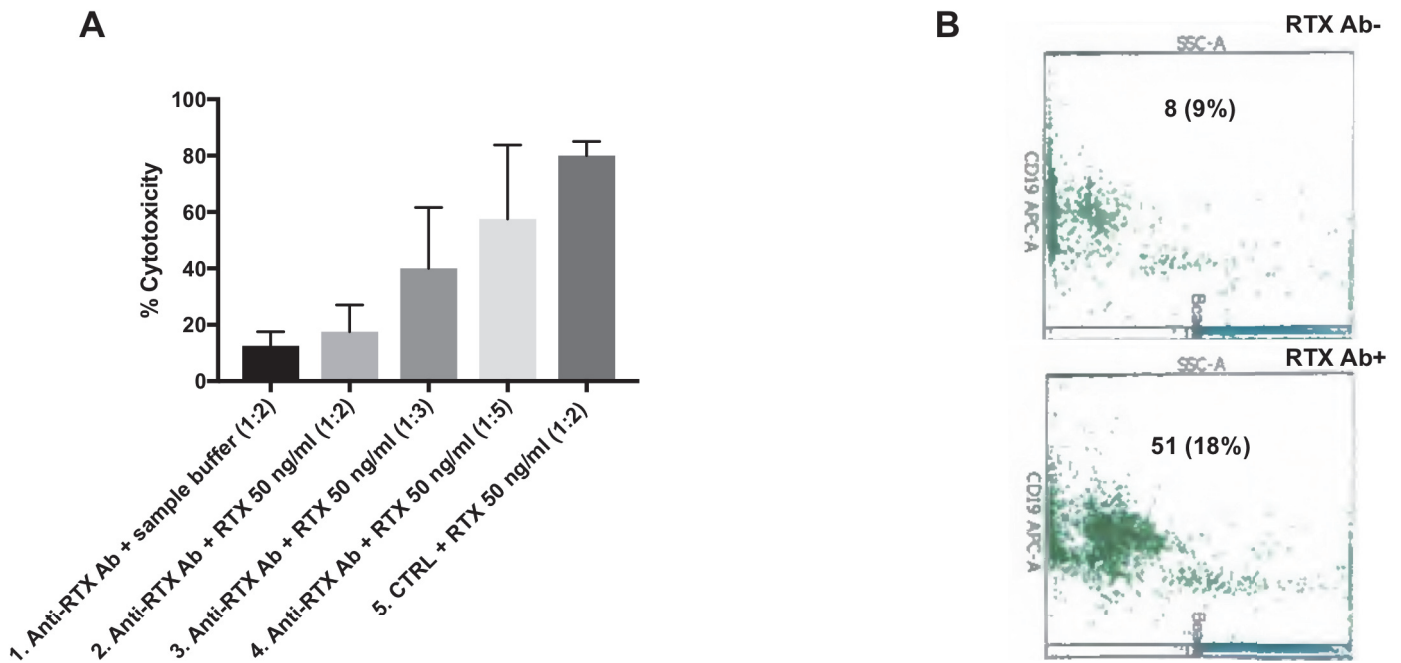 A
100
80
60
40
20
0
% Cytotoxicity
1. Anti-RTX Ab + sample buffer (1:2)
2. Anti-RTX Ab + RTX 50 ng/ml (1:2)
3. Anti-RTX Ab + RTX 50 ng/ml (1:3)
4. Anti-RTX Ab + RTX 50 ng/ml (1:5)
5. CTRL + RTX 50 ng/ml (1:2)
B
RTX Ab-
SSC-A
8 (9%)
CD19 APC-A
RTX Ab+
SSC-A
51 (18%)
CD19 APC-A